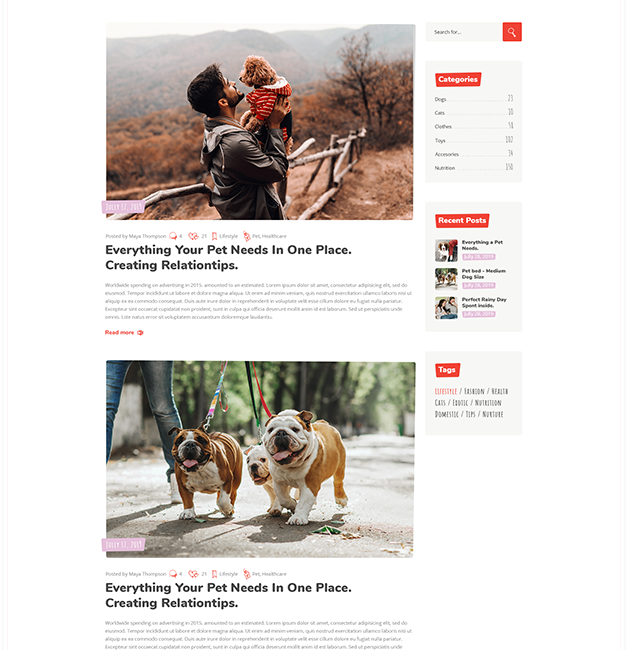 Search for...
July 17, 2019
Posted by Maya Thompson 4 21 Lifestyle Pet, Healthcare
Everything Your Pet Needs In One Place.
Creating Relationtips.
Worldwide spending on advertising in 2015, amounted to an estimated. Lorem ipsum dolor sit amet, consectetur adipisicing elit, sed do
eiusmod. Tempor incididunt ut labore et dolore magna aliqua. Ut enim ad minim veniam, quis nostrud exercitation ullamco laboris nisi ut
aliquip ex ea commodo consequat. Duis aute irure dolor in reprehenderit in voluptate velit esse cillum dolore eu fugiat nulla pariatur.
Excepteur sint occaecat cupidatat non proident, sunt in culpa qui officia deserunt mollit anim id est laborum. Sed ut perspiciatis unde
omnis. Iste natus error sit voluptatem accusantium doloremque laudantiu.
Read more
July 17, 2019
Posted by Maya Thompson 4 21 Lifestyle Pet, Healthcare
Everything Your Pet Needs In One Place.
Creating Relationtips.
Worldwide spending on advertising in 2015, amounted to an estimated. Lorem ipsum dolor sit amet, consectetur adipisicing elit, sed do
eiusmod. Tempor incididunt ut labore et dolore magna aliqua. Ut enim ad minim veniam, quis nostrud exercitation ullamco laboris nisi ut
aliquip ex ea commodo consequat. Duis aute irure dolor in reprehenderit in voluptate velit esse cillum dolore eu fugiat nulla pariatur.
Excepteur sint occaecat cupidatat non proident, sunt in culpa qui officia deserunt mollit anim id est laborum. Sed ut perspiciatis unde
Categories
Dogs 23
Cats 10
Clothes 58
Toys 102
Accesories 34
Nutrition 150
Recent Posts
Everything a Pet
Needs.
July 28, 2019
Pet bed - Medium
Dog Size
July 28, 2019
Perfect Rainy Day
Spent inside.
July 28, 2019
Tags
Lifestyle / Fashion / Health
Cats / Exotic / Nutrition
Domestic / Tips / Nurture